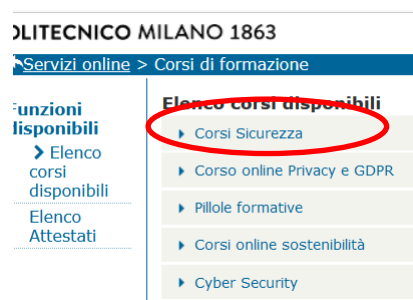 OLITECNICO MILANO 1863
Servizi online > Corsi di formazione
Funzioni
disponibili
Elenco
corsi
disponibili
Elenco
Attestati
Elenco corsi disponibili
Corsi Sicurezza
Corso online Privacy e GDPR
Pillole formative
Corsi online sostenibilità
Cyber Security